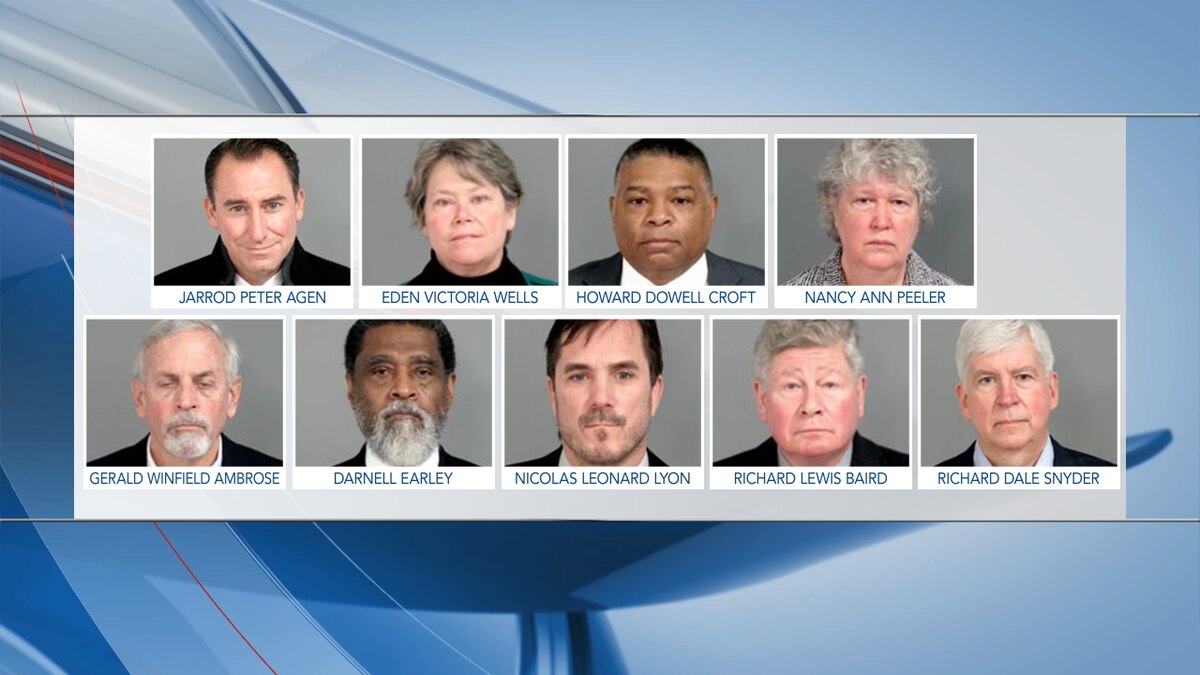 JARROD PETER AGEN
EDEN VICTORIA WELLS
HOWARD DOWELL CROFT
NANCY ANN PEELER
GERALD WINFIELD AMBROSE
DARNELL EARLEY
NICOLAS LEONARD LYON
RICHARD LEWIS BAIRD
RICHARD DALE SNYDER